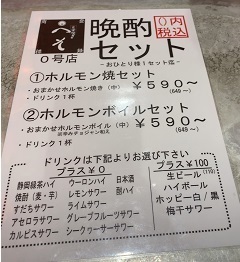 へそ
0号店
晩酌
セット
()内
税込
~おひとり様1セット迄~
①ホルモン焼セット
・おまかせホルモン焼き(中)
・ドリンク1杯
¥590~
(649~)
②ホルモンボイルセット
・おまかせホルモンボイル(中)
・ドリンク1杯
¥590~
(649~)
ドリンクは下記よりお選び下さい
プラス¥0
静岡緑茶ハイ ウーロンハイ 日本酒
焼酎(麦・芋) レモンサワー 酎ハイ
すだちサワー ライムサワー
アセロラサワー グレープフルーツサワー
カルピスサワー シークヮーサーサワー
プラス¥100
(110)
生ビール
ハイボール
ホッピー白/黒
梅干サワー